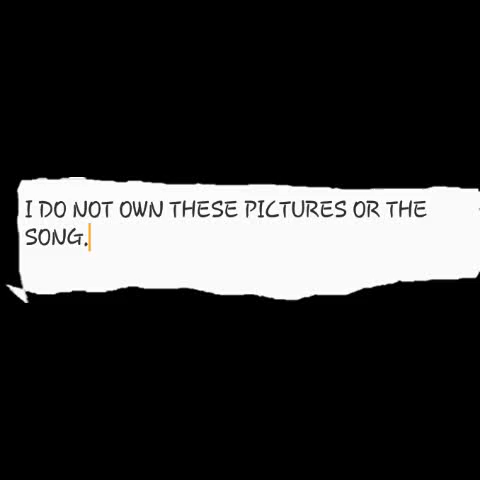 I DO NOT OWN THESE PICTURES OR THE
SONG.